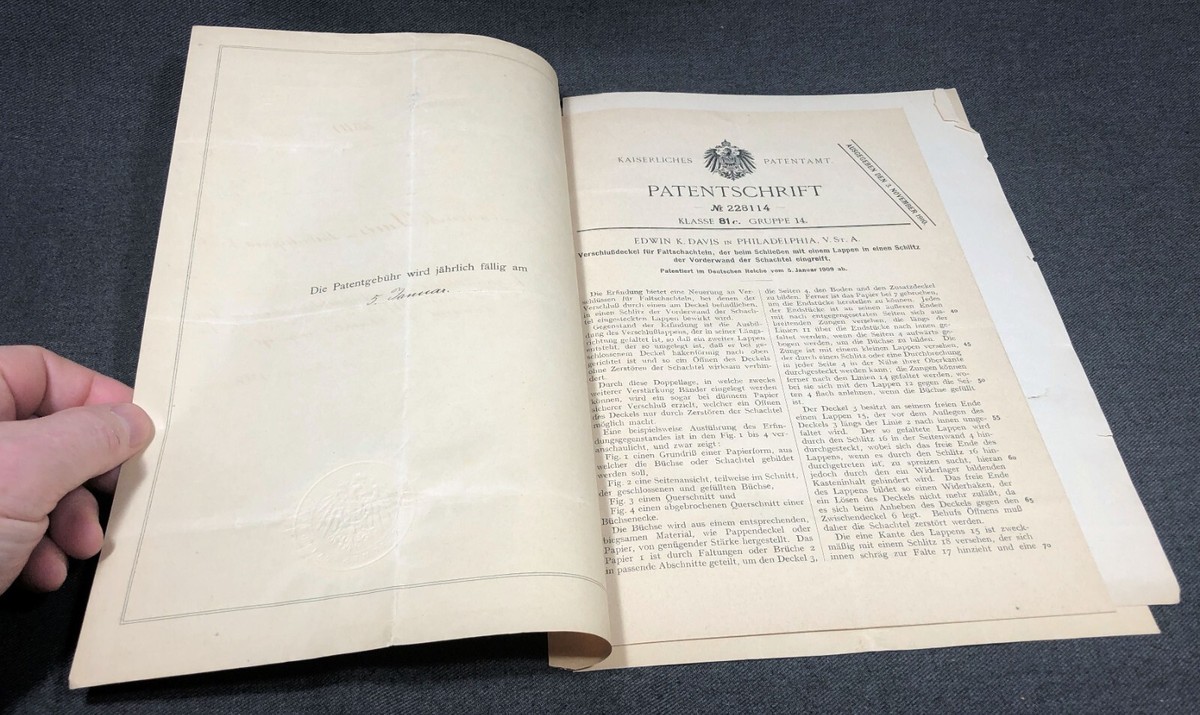 Die Patentgebühr wird jährlich fällig am
5. Januar.
KAISERLICHES PATENTAMT.
PATENTSCHRIFT
№ 228114
KLASSE 81c. GRUPPE 14.
AUSGEGEBEN DEN 3. NOVEMBER 1910.
EDWIN K. DAVIS IN PHILADELPHIA, V. ST. A.
Verschlußdeckel für Faltschachteln, der beim Schließen mit einem Lappen in einen Schlitz
der Vorderwand der Schachtel eingreift.
Patentiert im Deutschen Reiche vom 5. Januar 1909 ab.
Die Erfindung bietet eine Neuerung an Ver-
schlüssen für Faltschachteln, bei denen der
Verschluß durch einen am Deckel befindlichen,
in einen Schlitz der Vorderwand der Schach-
tel eingesteckten Lappen bewirkt wird.
Gegenstand der Erfindung ist die Ausbil-
dung des Verschlußlappens, der in seiner Längs-
richtung gefaltet ist, so daß ein zweiter Lappen
entsteht, der so umgelegt ist, daß er bei ge-
schlossenem Deckel hakenförmig nach oben
gerichtet ist und so ein Öffnen des Deckels
ohne Zerstören der Schachtel wirksam verhin-
dert.
Durch diese Doppellage, in welche zwecks
weiterer Verstärkung Bänder eingelegt werden
können, wird ein sogar bei dünnem Papier
sicherer Verschluß erzielt, welcher ein Öffnen
des Deckels nur durch Zerstören der Schachtel
möglich macht.
Eine beispielsweise Ausführung des Erfin-
dungsgegenstandes ist in den Fig. 1 bis 4 ver-
anschaulicht, und zwar zeigt:
Fig. 1 einen Grundriß einer Papierform, aus
welcher die Büchse oder Schachtel gebildet
werden soll,
Fig. 2 eine Seitenansicht, teilweise im Schnitt,
der geschlossenen und gefüllten Büchse,
Fig. 3 einen Querschnitt und
Fig. 4 einen abgebrochenen Querschnitt einer
Büchsenecke.
Die Büchse wird aus einem entsprechenden,
biegsamen Material, wie Pappendeckel oder
Papier, von genügender Stärke hergestellt. Das
Papier 1 ist durch Faltungen oder Brüche 2
in passende Abschnitte geteilt, um den Deckel 3,
die Seiten 4, den Boden und den Zusatzdeckel
zu bilden. Ferner ist das Papier bei 7 gebrochen,
um die Endstücke herstellen zu können. Jedes
der Endstücke ist an seinen äußeren Enden 40
mit nach entgegengesetzten Seiten sich aus-
breitenden Zungen versehen, die längs der
Linien 12 über die Endstücke nach innen ge-
faltet werden, wenn die Seiten 4 aufwärts ge-
bogen werden, um die Büchse zu bilden. Die 45
Zunge ist mit einem kleinen Lappen versehen,
der durch einen Schlitz oder eine Durchbrechung
in jeder Seite 4 in der Nähe ihrer Oberkante
durchgesteckt werden kann; die Zungen können
ferner nach den Linien 14 gefaltet werden, wo-
bei sie sich mit den Lappen 12 gegen die Sei- 50
ten 4 flach anlehnen, wenn die Büchse gefüllt
ist.
Der Deckel 3 besitzt an seinem freien Ende
einen Lappen 15, der vor dem Auflegen des
Deckels 3 längs der Linie 2 nach innen umge- 55
faltet wird. Der so gefaltete Lappen wird
durch den Schlitz 16 in der Seitenwand 4 hin-
durchgesteckt, wobei sich das freie Ende des
Lappens, wenn es durch den Schlitz 16 hin-
durchgetreten ist, zu spreizen sucht, hieran 60
jedoch durch den ein Widerlager bildenden
Kasteninhalt gehindert wird. Das freie Ende
des Lappens bildet so einen Widerhaken, der
ein Lösen des Deckels nicht mehr zuläßt, da
es sich beim Anheben des Deckels gegen den 65
Zwischendeckel 6 legt. Behufs Öffnens muß
daher die Schachtel zerstört werden.
Die eine Kante des Lappens 15 ist zweck-
mäßig mit einem Schlitz 18 versehen, der sich
innen schräg zur Falte 17 hinzieht und eine 70